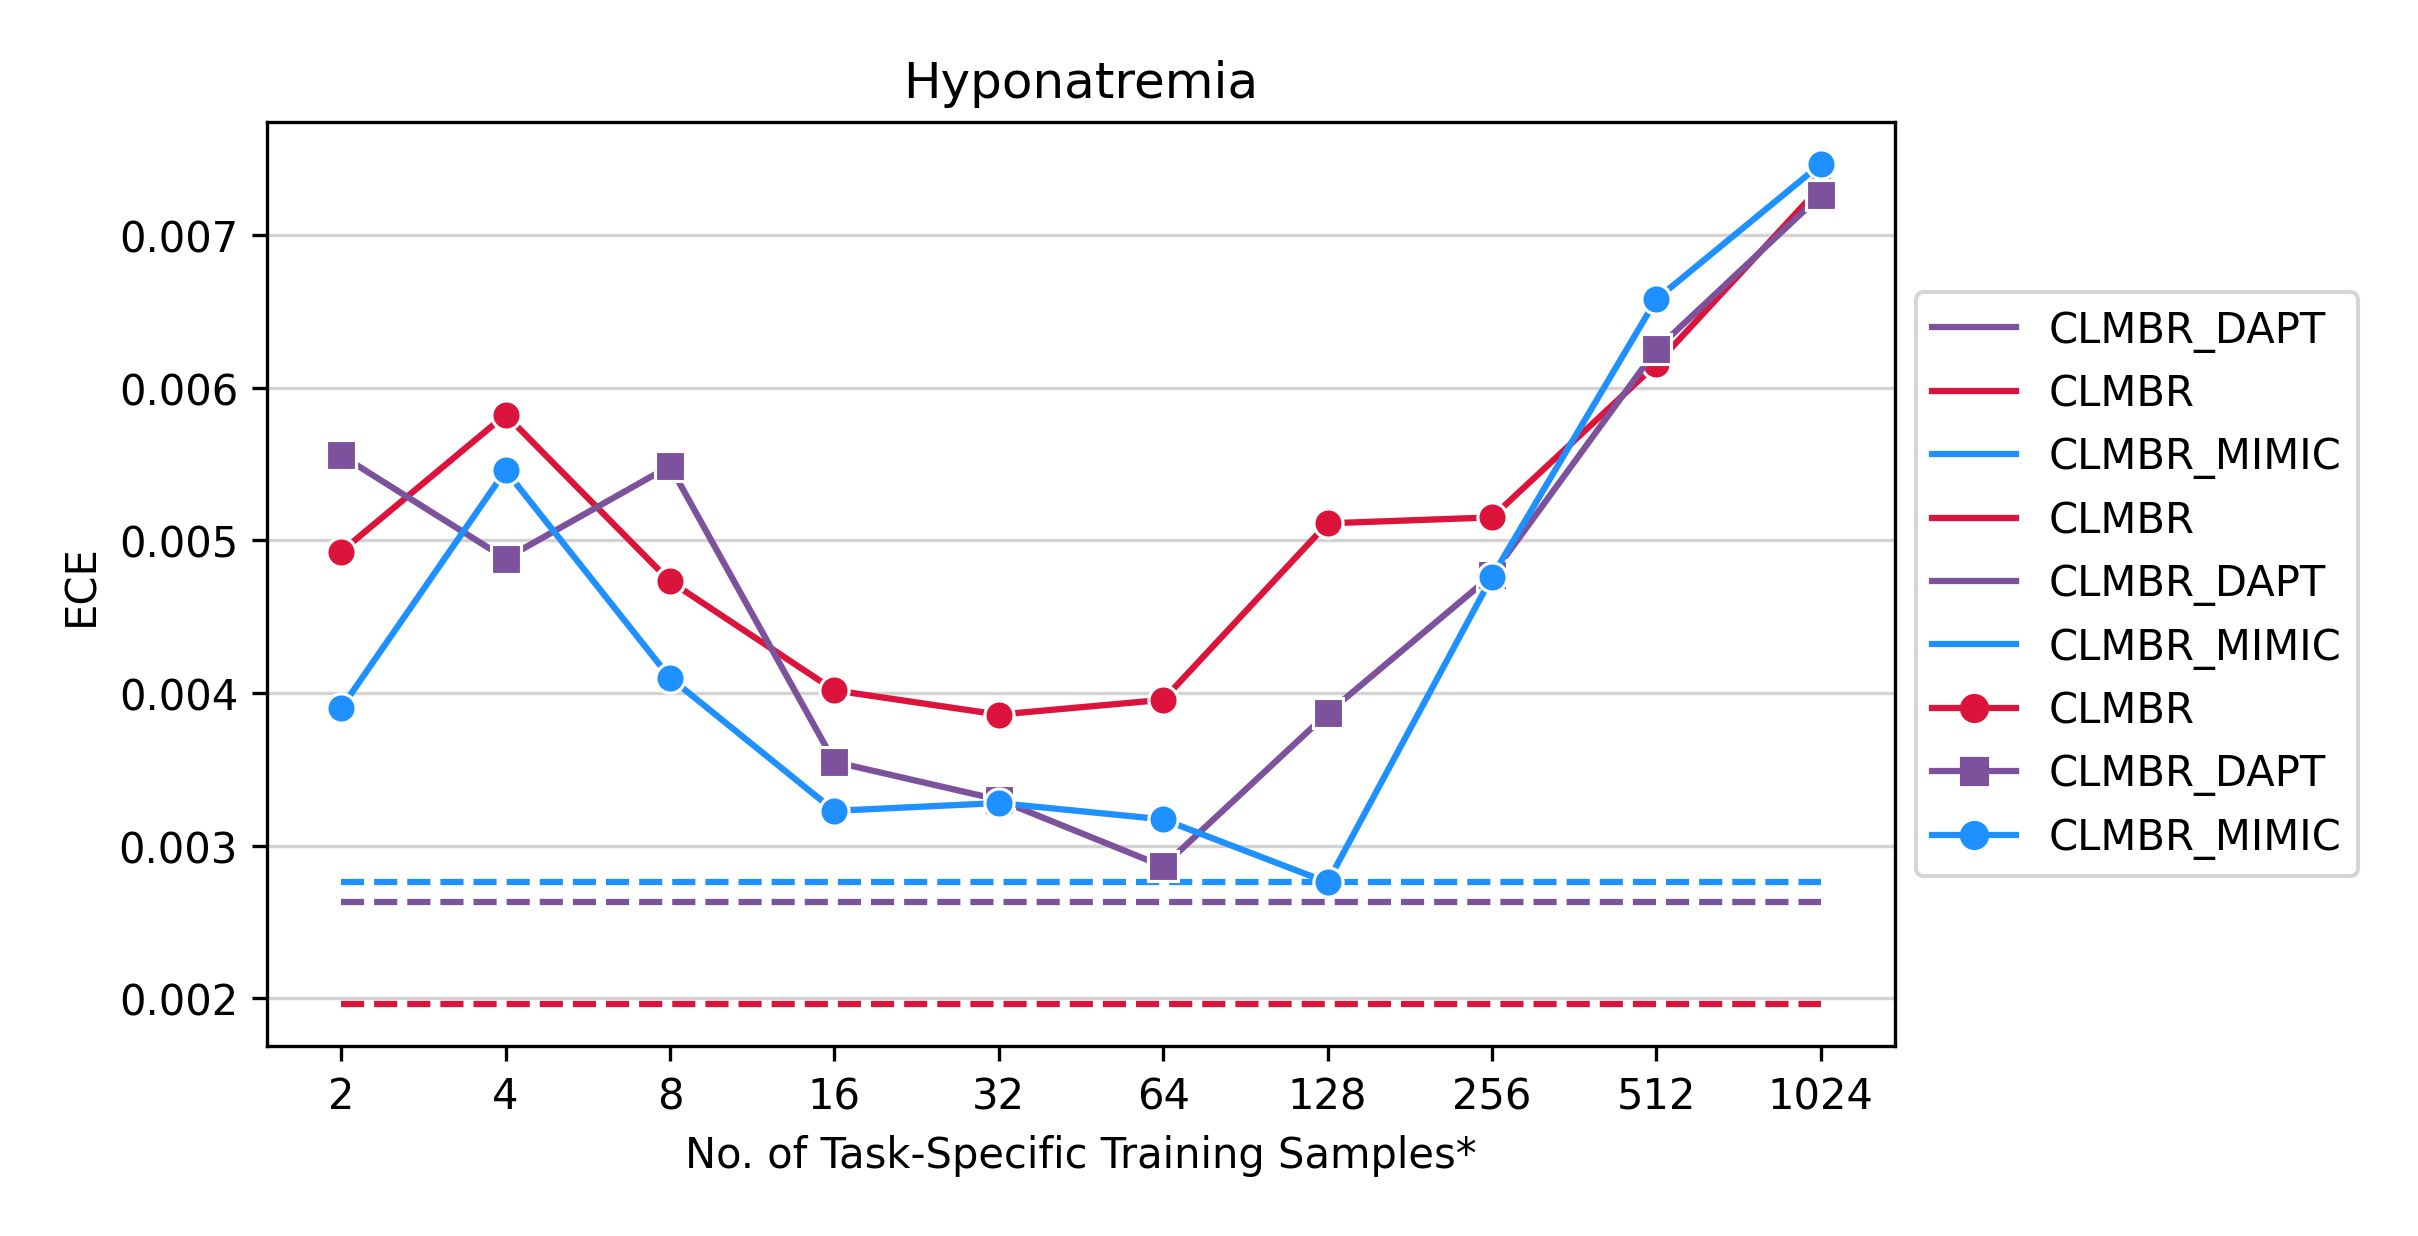 Hyponatremia
ECE
0.007
0.006
0.005
0.004
0.003
0.002
2 4 8 16 32 64 128 256 512 1024
No. of Task-Specific Training Samples*
CLMBR_DAPT
CLMBR
CLMBR_MIMIC
CLMBR
CLMBR_DAPT
CLMBR_MIMIC
CLMBR
CLMBR_DAPT
CLMBR_MIMIC